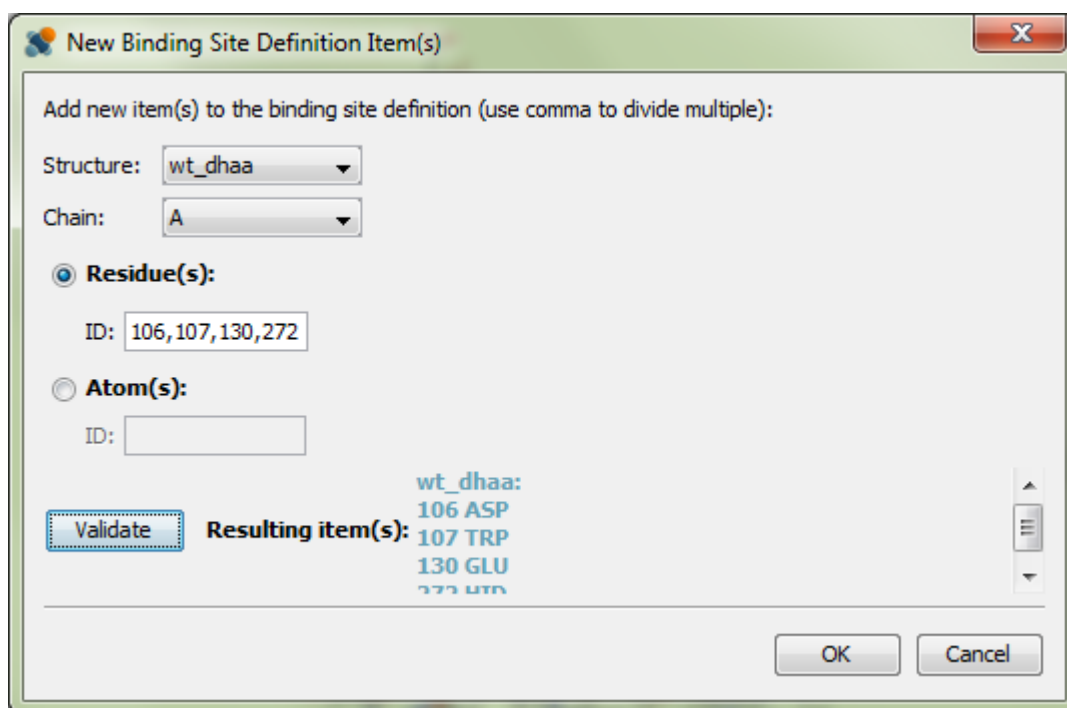 New Binding Site Definition Item(s)
Add new item(s) to the binding site definition (use comma to divide multiple):
Structure: wt_dhaa
Chain: A
Residue(s):
ID: 106,107,130,272
Atom(s):
ID:
Validate Resulting item(s):
wt_dhaa:
106 ASP
107 TRP
130 GLU
272 HID
OK Cancel